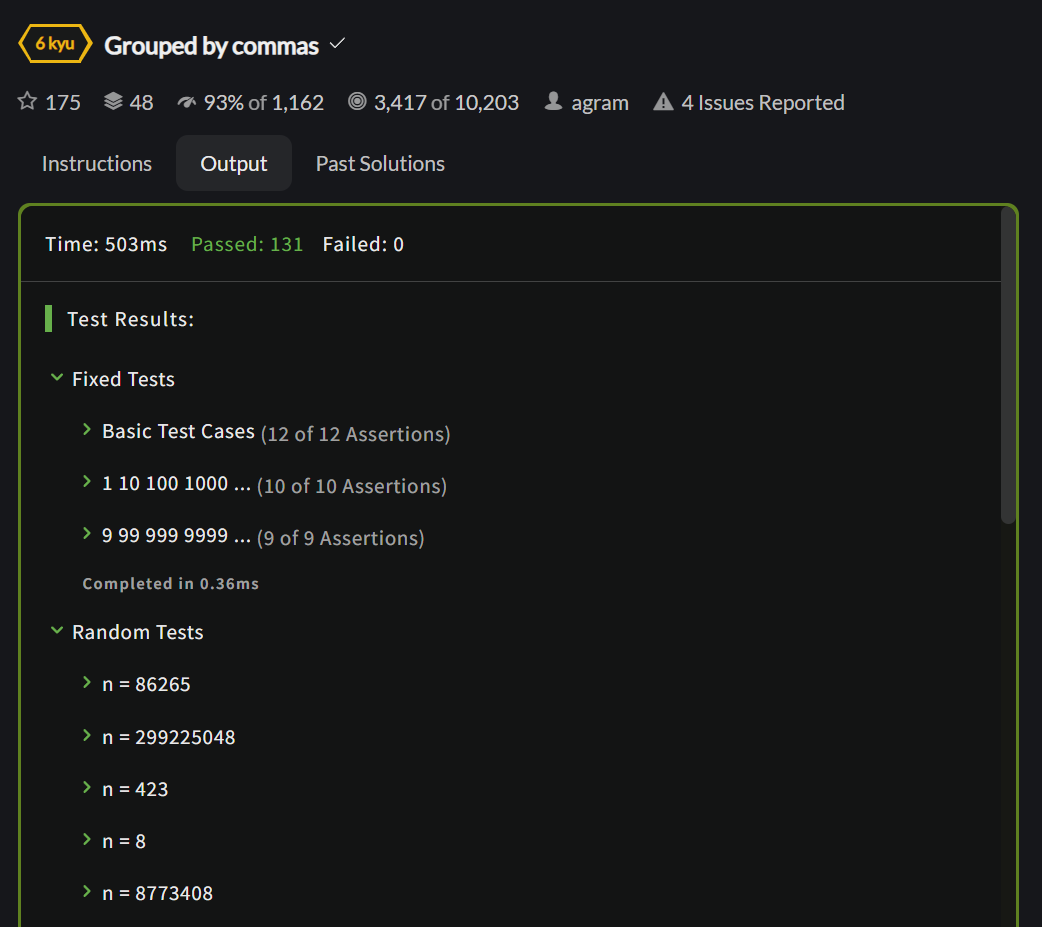 6 kyu Grouped by commas
175 48 93% of 1,162 3,417 of 10,203 agram 4 Issues Reported
Instructions Output Past Solutions
Time: 503ms Passed: 131 Failed: 0
Test Results:
Fixed Tests
Basic Test Cases (12 of 12 Assertions)
1 10 100 1000 ... (10 of 10 Assertions)
9 99 999 9999 ... (9 of 9 Assertions)
Completed in 0.36ms
Random Tests
n = 86265
n = 299225048
n = 423
n = 8
n = 8773408